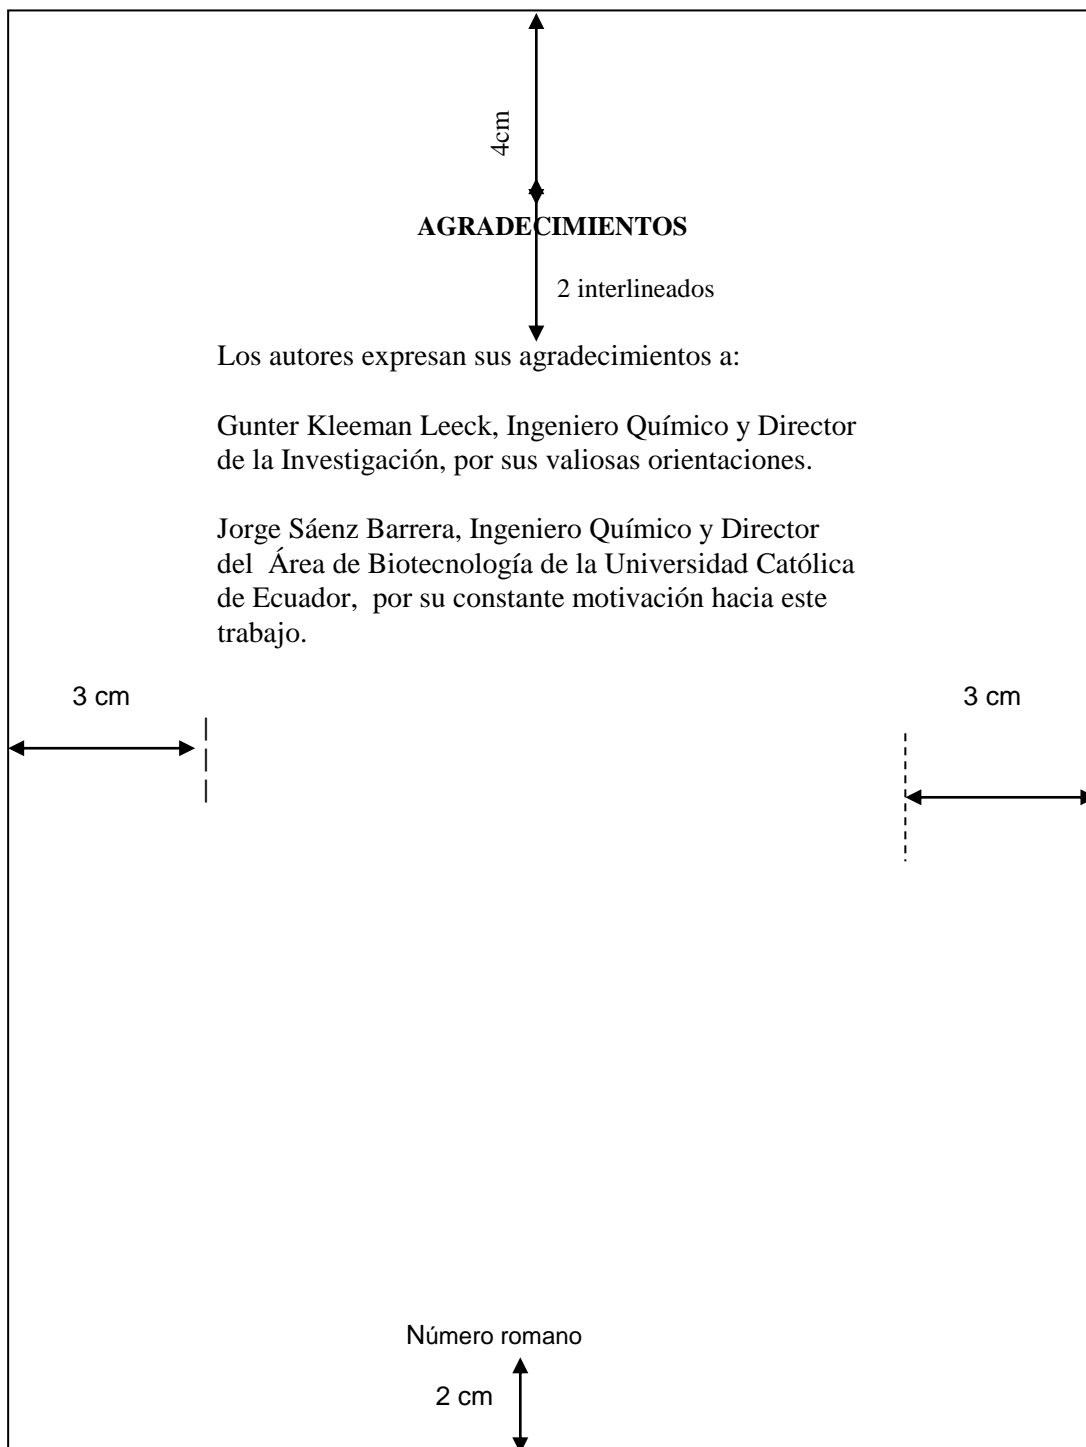 4cm
AGRADECIMIENTOS
2 interlineados
Los autores expresan sus agradecimientos a:
Gunter Kleeman Leeck, Ingeniero Químico y Director
de la Investigación, por sus valiosas orientaciones.
Jorge Sáenz Barrera, Ingeniero Químico y Director
del Área de Biotecnología de la Universidad Católica
de Ecuador, por su constante motivación hacia este
trabajo.
3 cm
3 cm
Número romano
2 cm